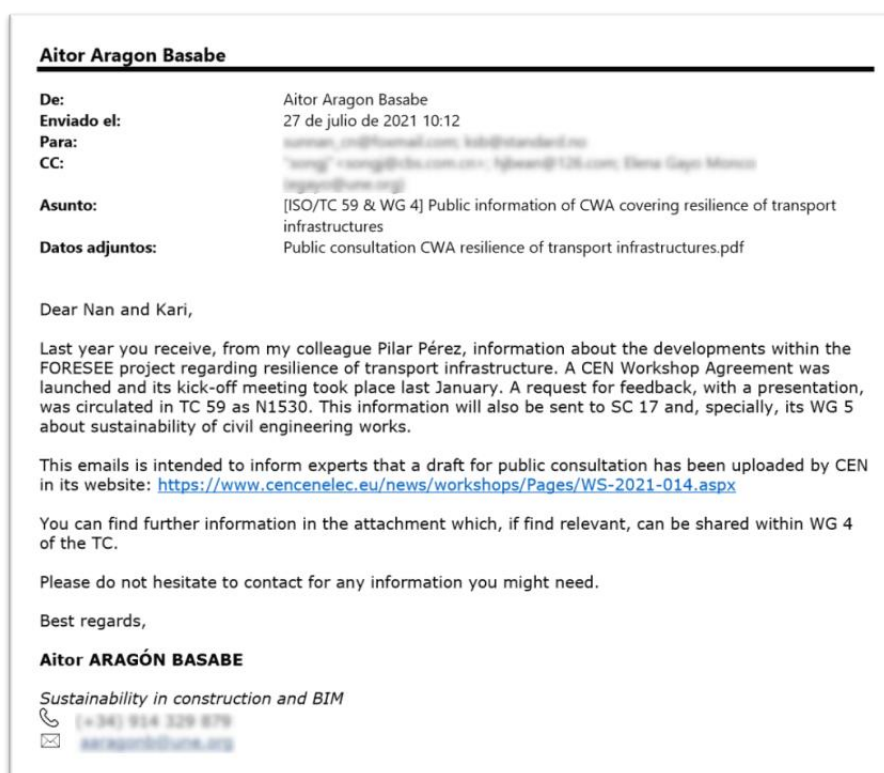 Aitor Aragon Basabe
De: Aitor Aragon Basabe
Enviado el: 27 de julio de 2021 10:12
Para:
CC:
Asunto: [ISO/TC 59 & WG 4] Public information of CWA covering resilience of transport
infrastructures
Datos adjuntos: Public consultation CWA resilience of transport infrastructures.pdf
Dear Nan and Kari,
Last year you receive, from my colleague Pilar Pérez, information about the developments within the
FORESEE project regarding resilience of transport infrastructure. A CEN Workshop Agreement was
launched and its kick-off meeting took place last January. A request for feedback, with a presentation,
was circulated in TC 59 as N1530. This information will also be sent to SC 17 and, specially, its WG 5
about sustainability of civil engineering works.
This emails is intended to inform experts that a draft for public consultation has been uploaded by CEN
in its website: https://www.cencenelec.eu/news/workshops/Pages/WS-2021-014.aspx
You can find further information in the attachment which, if find relevant, can be shared within WG 4
of the TC.
Please do not hesitate to contact for any information you might need.
Best regards,
Aitor ARAGÓN BASABE
Sustainability in construction and BIM